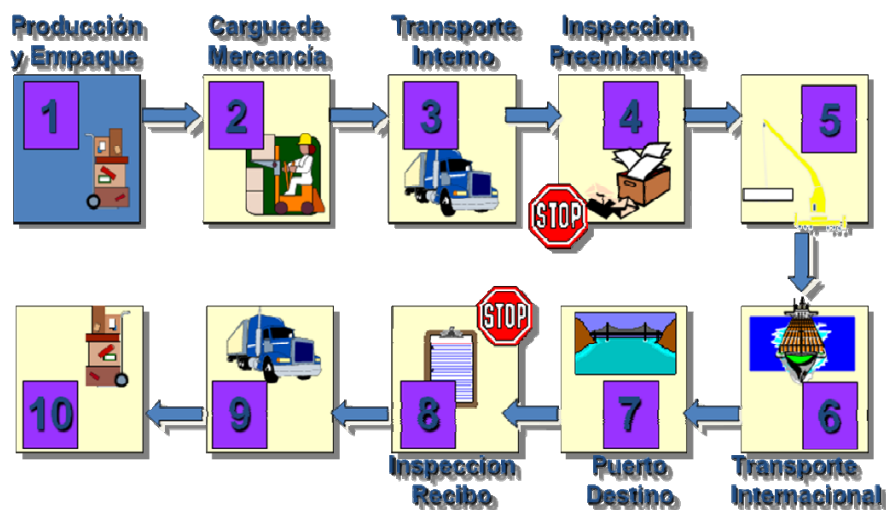 Producción
y Empaque
Cargue de
Mercancía
Transporte
Interno
Inspeccion
Preembarque
1
2
3
4
5
STOP
STOP
10
9
8
7
6
Inspeccion
Recibo
Puerto
Destino
Transporte
Internacional